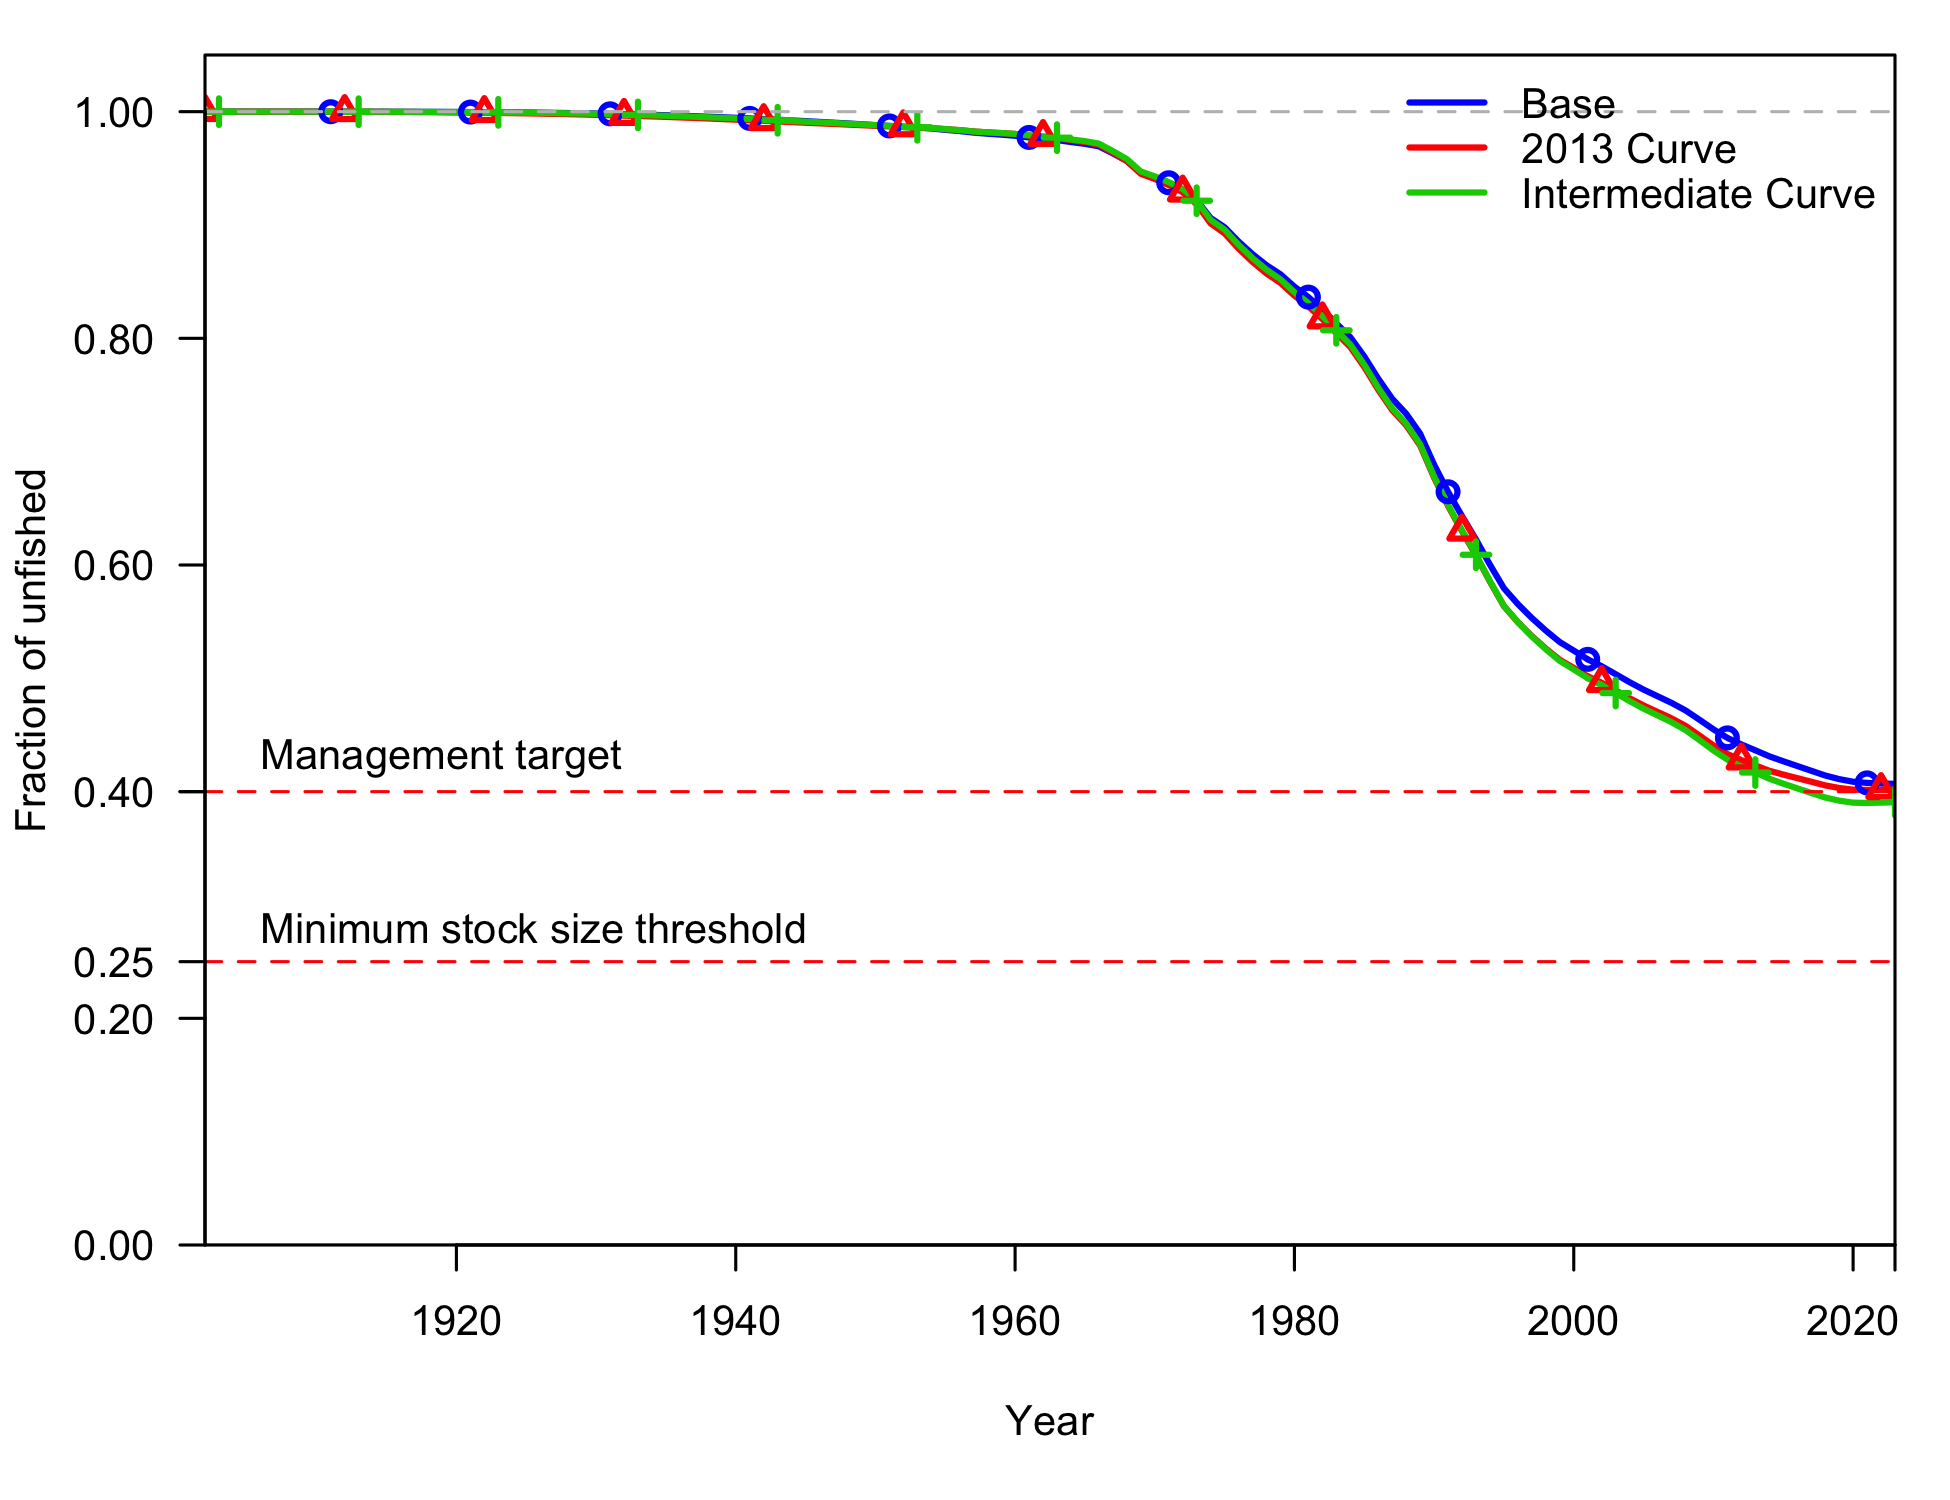 Base
2013 Curve
Intermediate Curve
Fraction of unfished
1.00
0.80
0.60
0.40
0.25
0.20
0.00
Management target
Minimum stock size threshold
1920 1940 1960 1980 2000 2020
Year